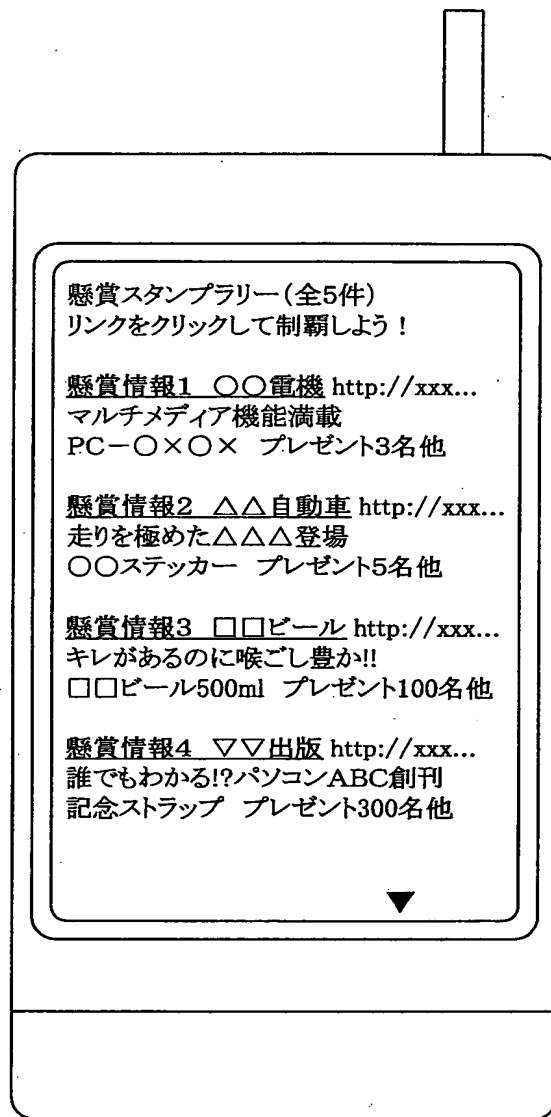 懸賞スタンプラリー（全5件）
リンクをクリックして制覇しよう！
懸賞情報1　○○電機 http://xxx...
マルチメディア機能満載
PC－○×○×　プレゼント3名他
懸賞情報2　△△自動車 http://xxx...
走りを極めた△△△登場
○○ステッカー　プレゼント5名他
懸賞情報3　□□ビール http://xxx...
キレがあるのに喉ごし豊か!!
□□ビール500ml　プレゼント100名他
懸賞情報4　▽▽出版 http://xxx...
誰でもわかる!?パソコンABC創刊
記念ストラップ　プレゼント300名他
▼